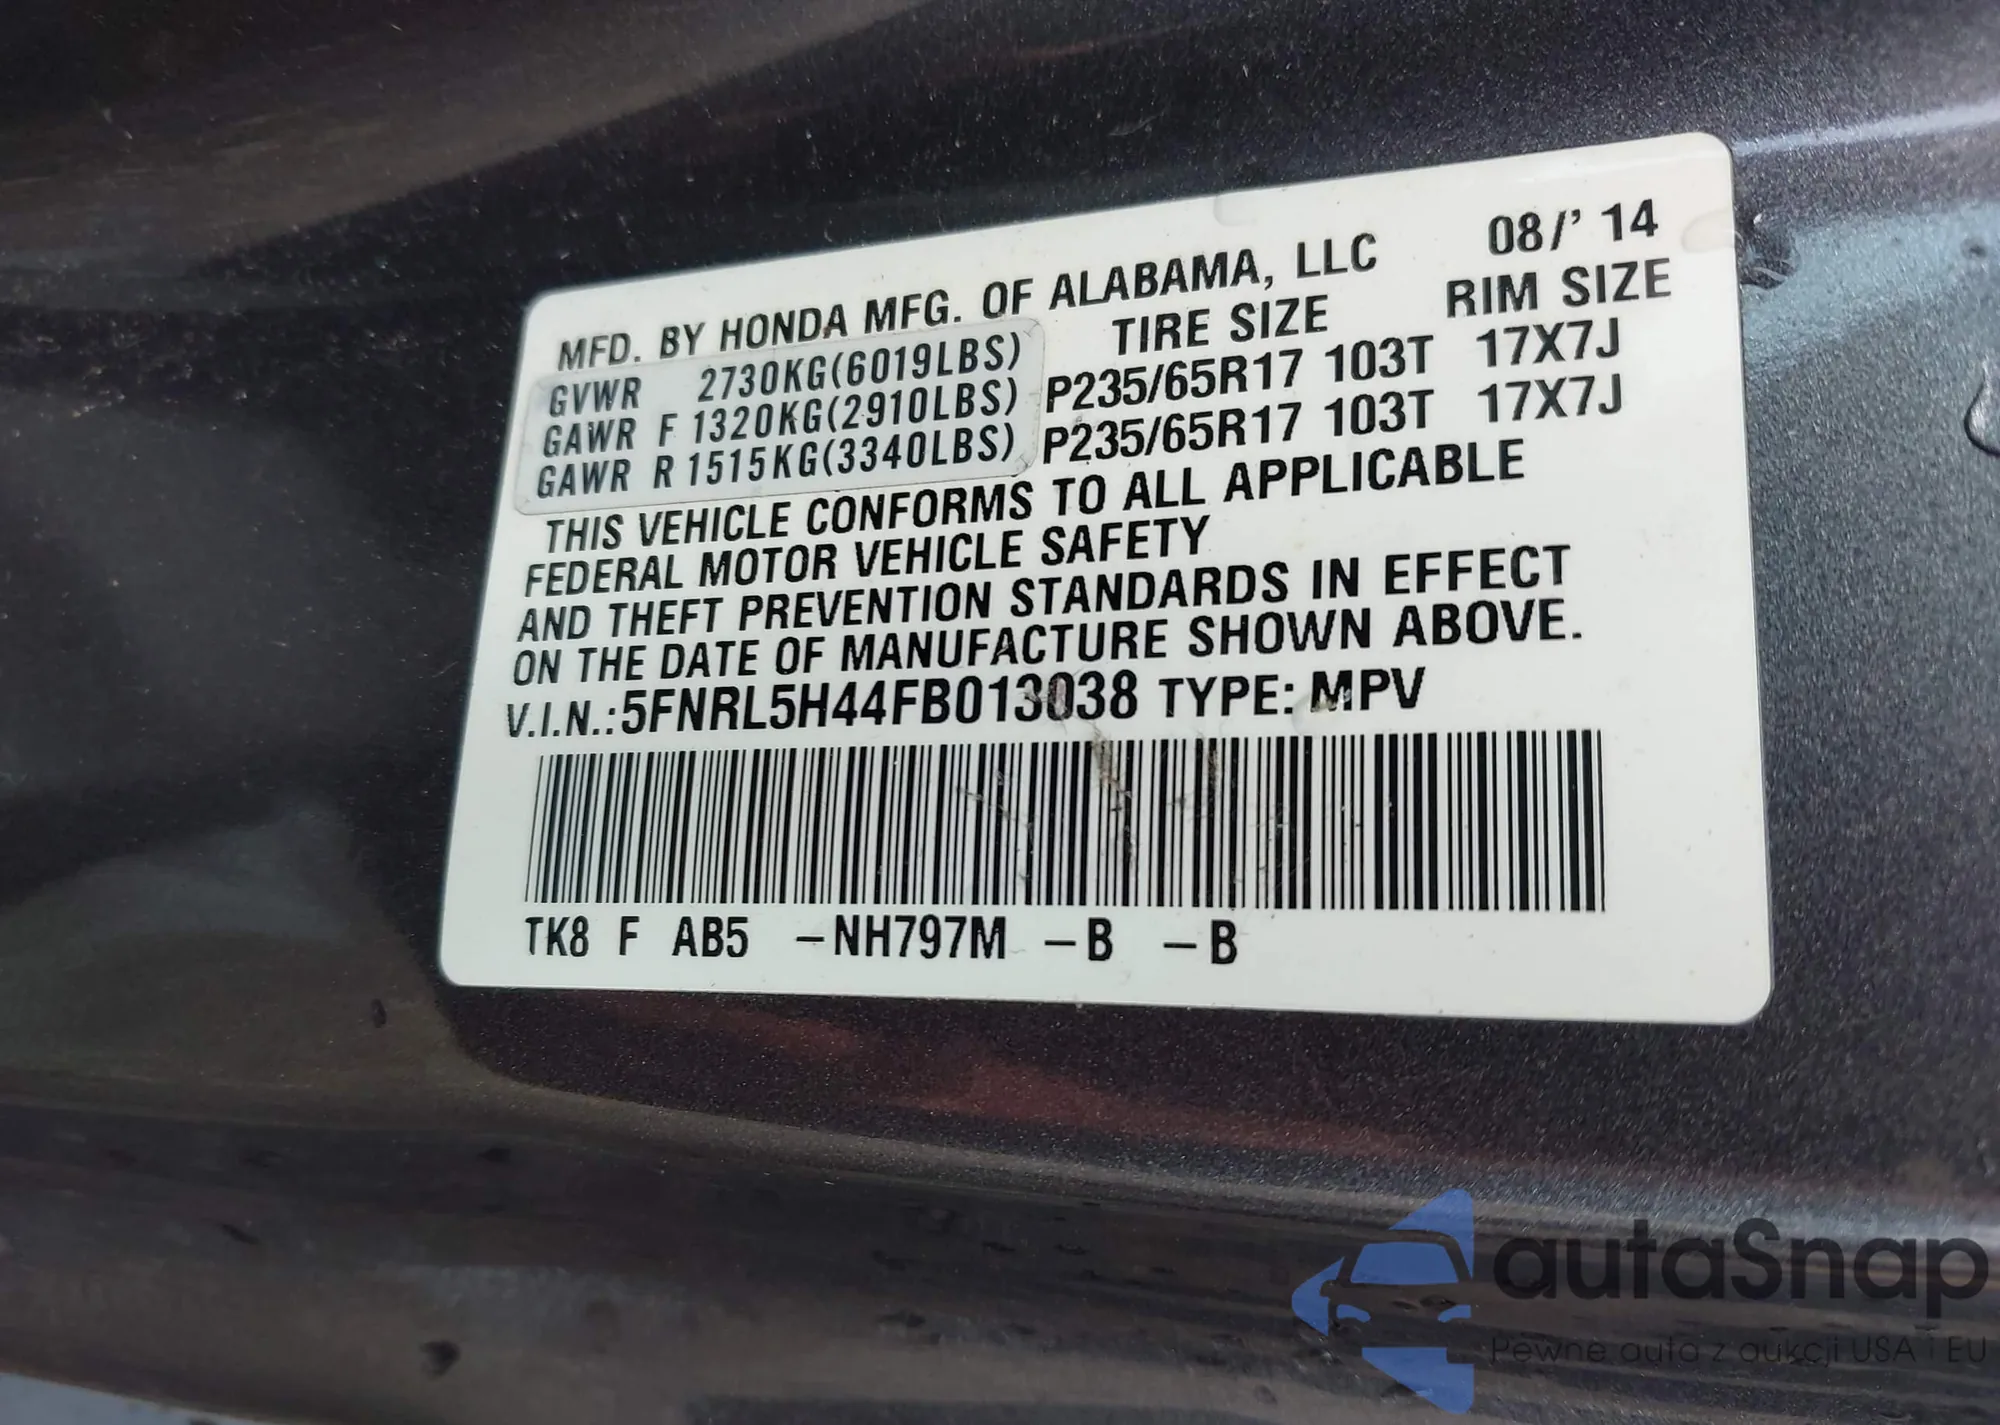 MFD. BY HONDA MFG. OF ALABAMA, LLC 08/' 14
TIRE SIZE RIM SIZE
GVWR 2730KG(6019LBS)
GAWR F 1320KG(2910LBS) P235/65R17 103T 17X7J
GAWR R 1515KG(3340LBS) P235/65R17 103T 17X7J
THIS VEHICLE CONFORMS TO ALL APPLICABLE
FEDERAL MOTOR VEHICLE SAFETY
AND THEFT PREVENTION STANDARDS IN EFFECT
ON THE DATE OF MANUFACTURE SHOWN ABOVE.
V.I.N.:5FNRL5H44FB013038 TYPE: MPV
TK8 F AB5 -NH797M -B -B
autaSnap
Pewne auta z aukcji USA i EU